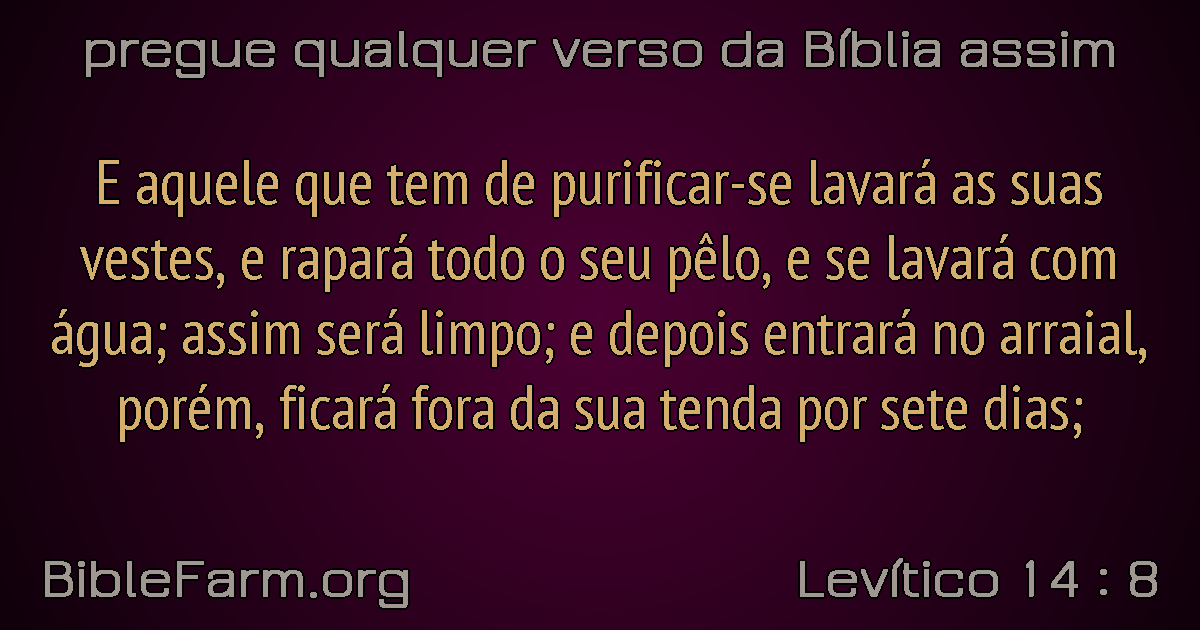 pregue qualquer verso da Bíblia assim
E aquele que tem de purificar-se lavará as suas
vestes, e rapará todo o seu pêlo, e se lavará com
água; assim será limpo; e depois entrará no arraial,
porém, ficará fora da sua tenda por sete dias;
BibleFarm.org
Levítico 14 : 8